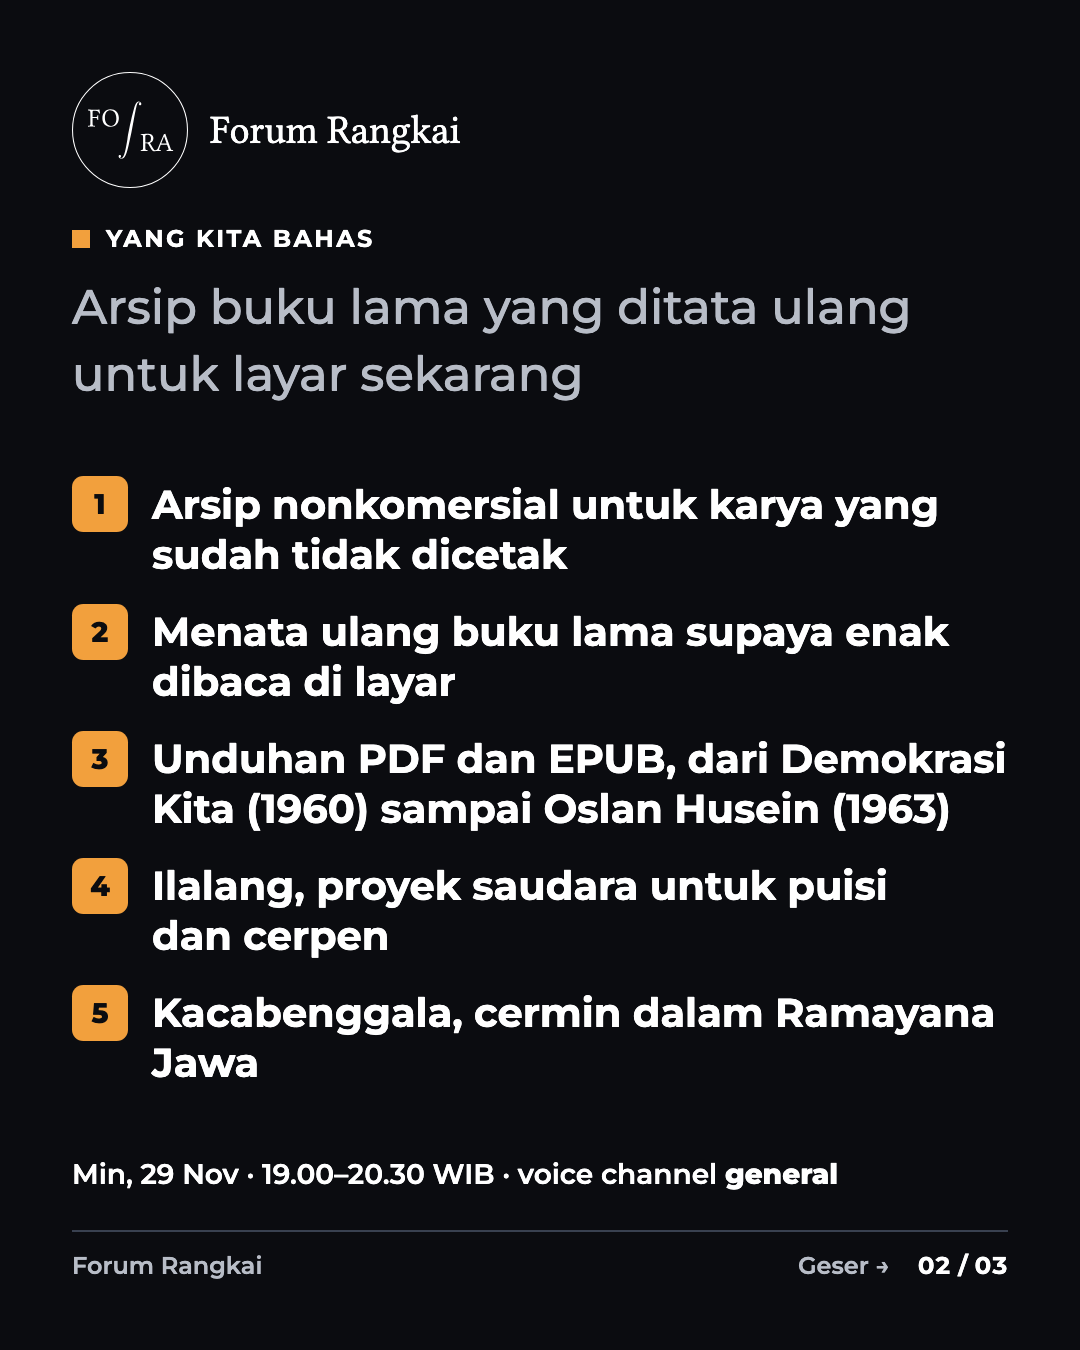 FO
RA
Forum Rangkai
YANG KITA BAHAS
Arsip buku lama yang ditata ulang
untuk layar sekarang
1
Arsip nonkomersial untuk karya yang
sudah tidak dicetak
2
Menata ulang buku lama supaya enak
dibaca di layar
3
Unduhan PDF dan EPUB, dari Demokrasi
Kita (1960) sampai Oslan Husein (1963)
4
Ilalang, proyek saudara untuk puisi
dan cerpen
5
Kacabenggala, cermin dalam Ramayana
Jawa
Min, 29 Nov · 19.00–20.30 WIB · voice channel general
Forum Rangkai
Geser → 02 / 03